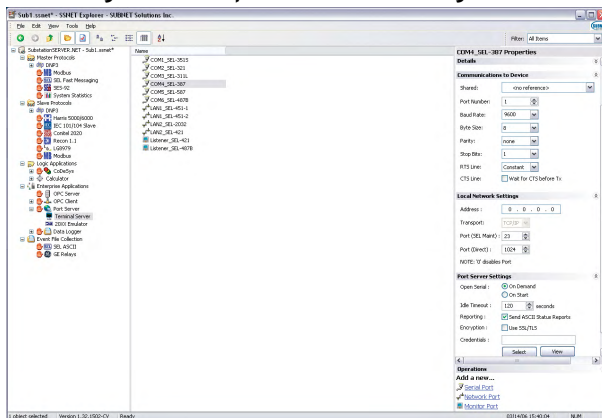 Sub1.ssnet* - SSNET Explorer - SUBNET Solutions Inc.
File Edit View Tools Help
Filter: All Items
SubstationSERVER.NET - Sub1.ssnet*
Master Protocols
DNP3
Modbus
SEL Fast Messaging
SES-92
System Statistics
Slave Protocols
DNP3
Harris 5000/6000
IEC 101/104 Slave
Conitel 2020
Recon 1.1
LG8979
Modbus
Logic Applications
CoDeSys
Calculator
Enterprise Applications
OPC Server
OPC Client
Port Server
Terminal Server
20XX Emulator
Data Logger
Event File Collection
SEL ASCII
GE Relays
Name
COM1_SEL-351S
COM2_SEL-321
COM3_SEL-311L
COM4_SEL-387
COM5_SEL-587
COM6_SEL-487B
LAN1_SEL-451-1
LAN1_SEL-451-2
LAN2_SEL-2032
LAN2_SEL-421
Listener_SEL-421
Listener_SEL-487B
COM4_SEL-387 Properties
Details
Communications to Device
Shared: <no reference>
Port Number: 1
Baud Rate: 9600
Byte Size: 8
Parity: none
Stop Bits: 1
RTS Line: Constant
CTS Line: Wait for CTS before Tx
Local Network Settings
Address: 0 . 0 . 0 . 0
Transport: TCP/IP
Port (SEL Maint): 23
Port (Direct): 1024
NOTE: '0' disables Port
Port Server Settings
Open Serial: On Demand
On Start
Idle Timeout: 120 seconds
Reporting: Send ASCII Status Reports
Encryption: Use SSL/TLS
Credentials:
Select View
Operations
Add a new...
Serial Port
Network Port
Monitor Port
1 object selected Version 1.32.1502-CV Ready 03/14/06 15:40:04 NUM